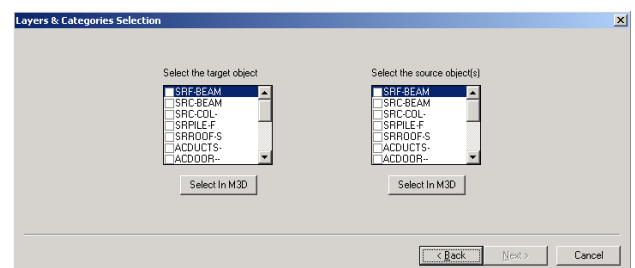 Layers & Categories Selection
Select the target object
SRF-BEAM
SRC-BEAM
SRC-COL-
SRPILE-F
SRROOF-S
ACDUCTS-
ACDOOR--
Select In M3D
Select the source object(s)
SRF-BEAM
SRC-BEAM
SRC-COL-
SRPILE-F
SRROOF-S
ACDUCTS-
ACDOOR--
Select In M3D
< Back
Next >
Cancel